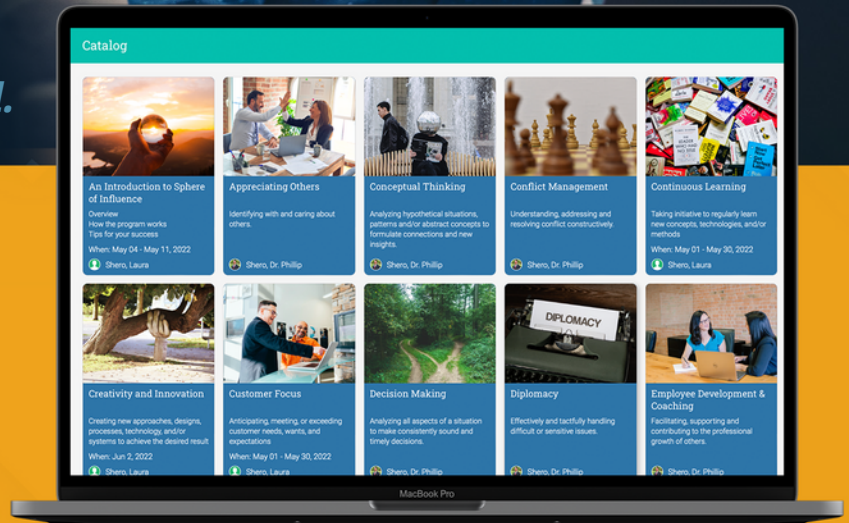 l.
Catalog
An Introduction to Sphere
of Influence
Overview
How the program works
Tips for your success
When: May 04 - May 11, 2022
Shero, Laura
Appreciating Others
Identifying with and caring about
others.
Shero, Dr. Phillip
Conceptual Thinking
Analyzing hypothetical situations,
patterns and/or abstract concepts to
formulate connections and new
insights.
Shero, Dr. Phillip
Conflict Management
Understanding, addressing and
resolving conflict constructively.
Shero, Dr. Phillip
Continuous Learning
Taking initiative to regularly learn
new concepts, technologies, and/or
methods
When: May 01 - May 30, 2022
Shero, Laura
Creativity and Innovation
Creating new approaches, designs,
processes, technology, and/or
systems to achieve the desired result
When: Jun 2, 2022
Shero, Laura
Customer Focus
Anticipating, meeting, or exceeding
customer needs, wants, and
expectations
When: May 01 - May 30, 2022
Shero, Laura
Decision Making
Analyzing all aspects of a situation
to make consistently sound and
timely decisions.
Shero, Dr. Phillip
DIPLOMACY
Diplomacy
Effectively and tactfully handling
difficult or sensitive issues.
Shero, Dr. Phillip
Employee Development &
Coaching
Facilitating, supporting and
contributing to the professional
growth of others.
Shero, Dr. Phillip
MacBook Pro